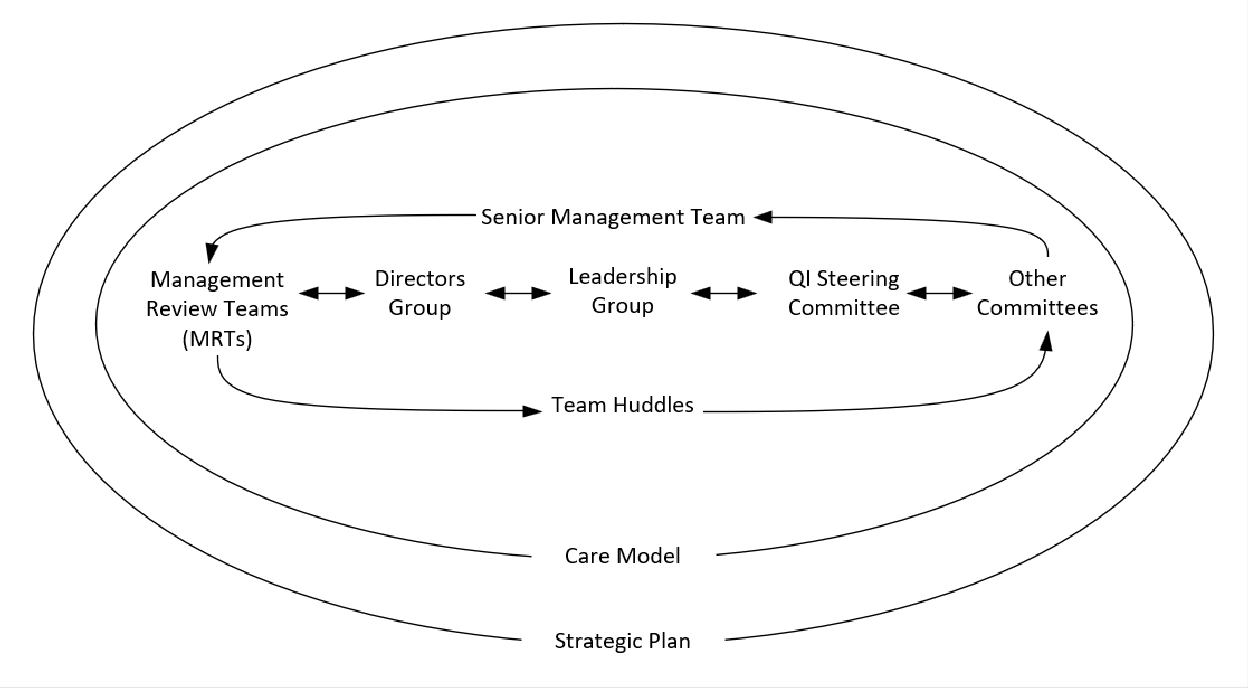 Senior Management Team
Management
Review Teams
(MRTs)
Directors
Group
Leadership
Group
QI Steering
Committee
Other
Committees
Team Huddles
Care Model
Strategic Plan